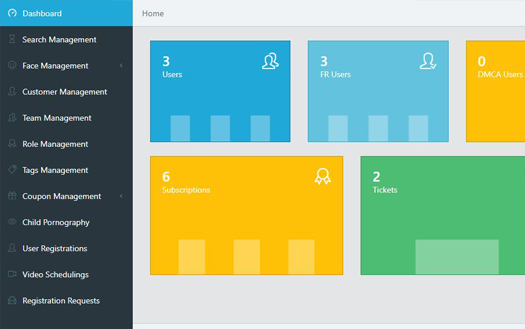 Dashboard
Home
Search Management
Face Management
Customer Management
Team Management
Role Management
Tags Management
Coupon Management
Child Pornography
User Registrations
Video Schedulings
Registration Requests
3
Users
3
FR Users
0
DMCA Users
6
Subscriptions
2
Tickets